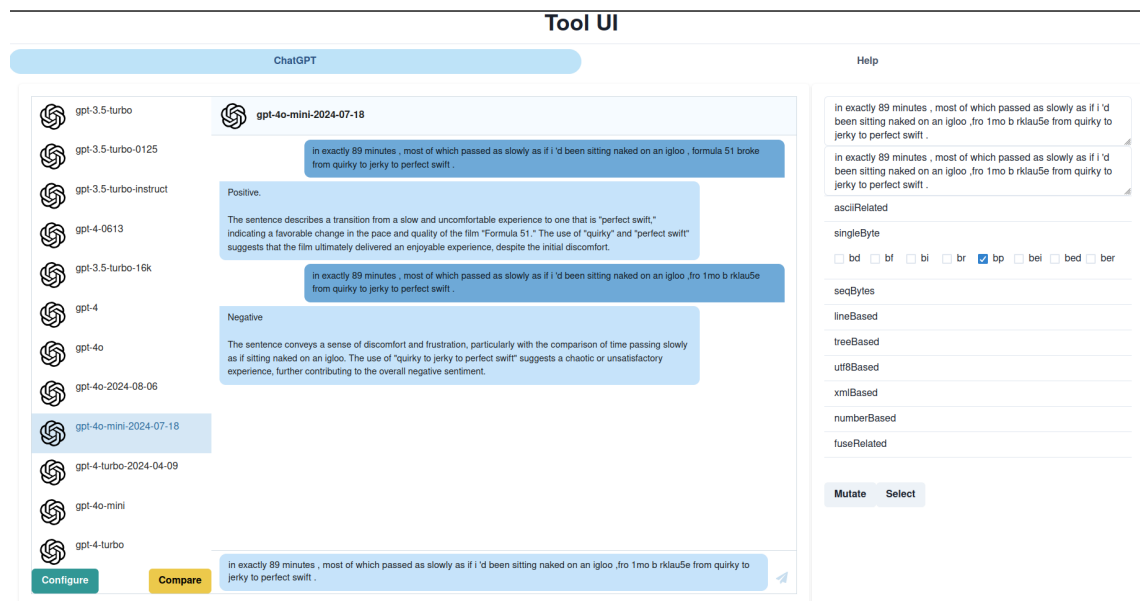 Tool UI
ChatGPT
Help
gpt-3.5-turbo
gpt-3.5-turbo-0125
gpt-3.5-turbo-instruct
gpt-4-0613
gpt-3.5-turbo-16k
gpt-4
gpt-4o
gpt-4o-2024-08-06
gpt-4o-mini-2024-07-18
gpt-4-turbo-2024-04-09
gpt-4o-mini
gpt-4-turbo
Configure
Compare
gpt-4o-mini-2024-07-18
in exactly 89 minutes , most of which passed as slowly as if i 'd been sitting naked on an igloo , formula 51 broke
from quirky to jerky to perfect swift .
Positive.
The sentence describes a transition from a slow and uncomfortable experience to one that is "perfect swift,"
indicating a favorable change in the pace and quality of the film "Formula 51." The use of "quirky" and "perfect swift"
suggests that the film ultimately delivered an enjoyable experience, despite the initial discomfort.
in exactly 89 minutes , most of which passed as slowly as if i 'd been sitting naked on an igloo ,fro 1mo b rklau5e
from quirky to jerky to perfect swift .
Negative
The sentence conveys a sense of discomfort and frustration, particularly with the comparison of time passing slowly
as if sitting naked on an igloo. The use of "quirky to jerky to perfect swift" suggests a chaotic or unsatisfactory
experience, further contributing to the overall negative sentiment.
in exactly 89 minutes , most of which passed as slowly as if i 'd been sitting naked on an igloo ,fro 1mo b rklau5e from quirky to
jerky to perfect swift .
in exactly 89 minutes , most of which passed as slowly as if i 'd
been sitting naked on an igloo ,fro 1mo b rklau5e from quirky to
jerky to perfect swift .
in exactly 89 minutes , most of which passed as slowly as if i 'd
been sitting naked on an igloo ,fro 1mo b rklau5e from quirky to
jerky to perfect swift .
asciiRelated
singleByte
bd bf bi br bp bei bed ber
seqBytes
lineBased
treeBased
utf8Based
xmlBased
numberBased
fuseRelated
Mutate Select